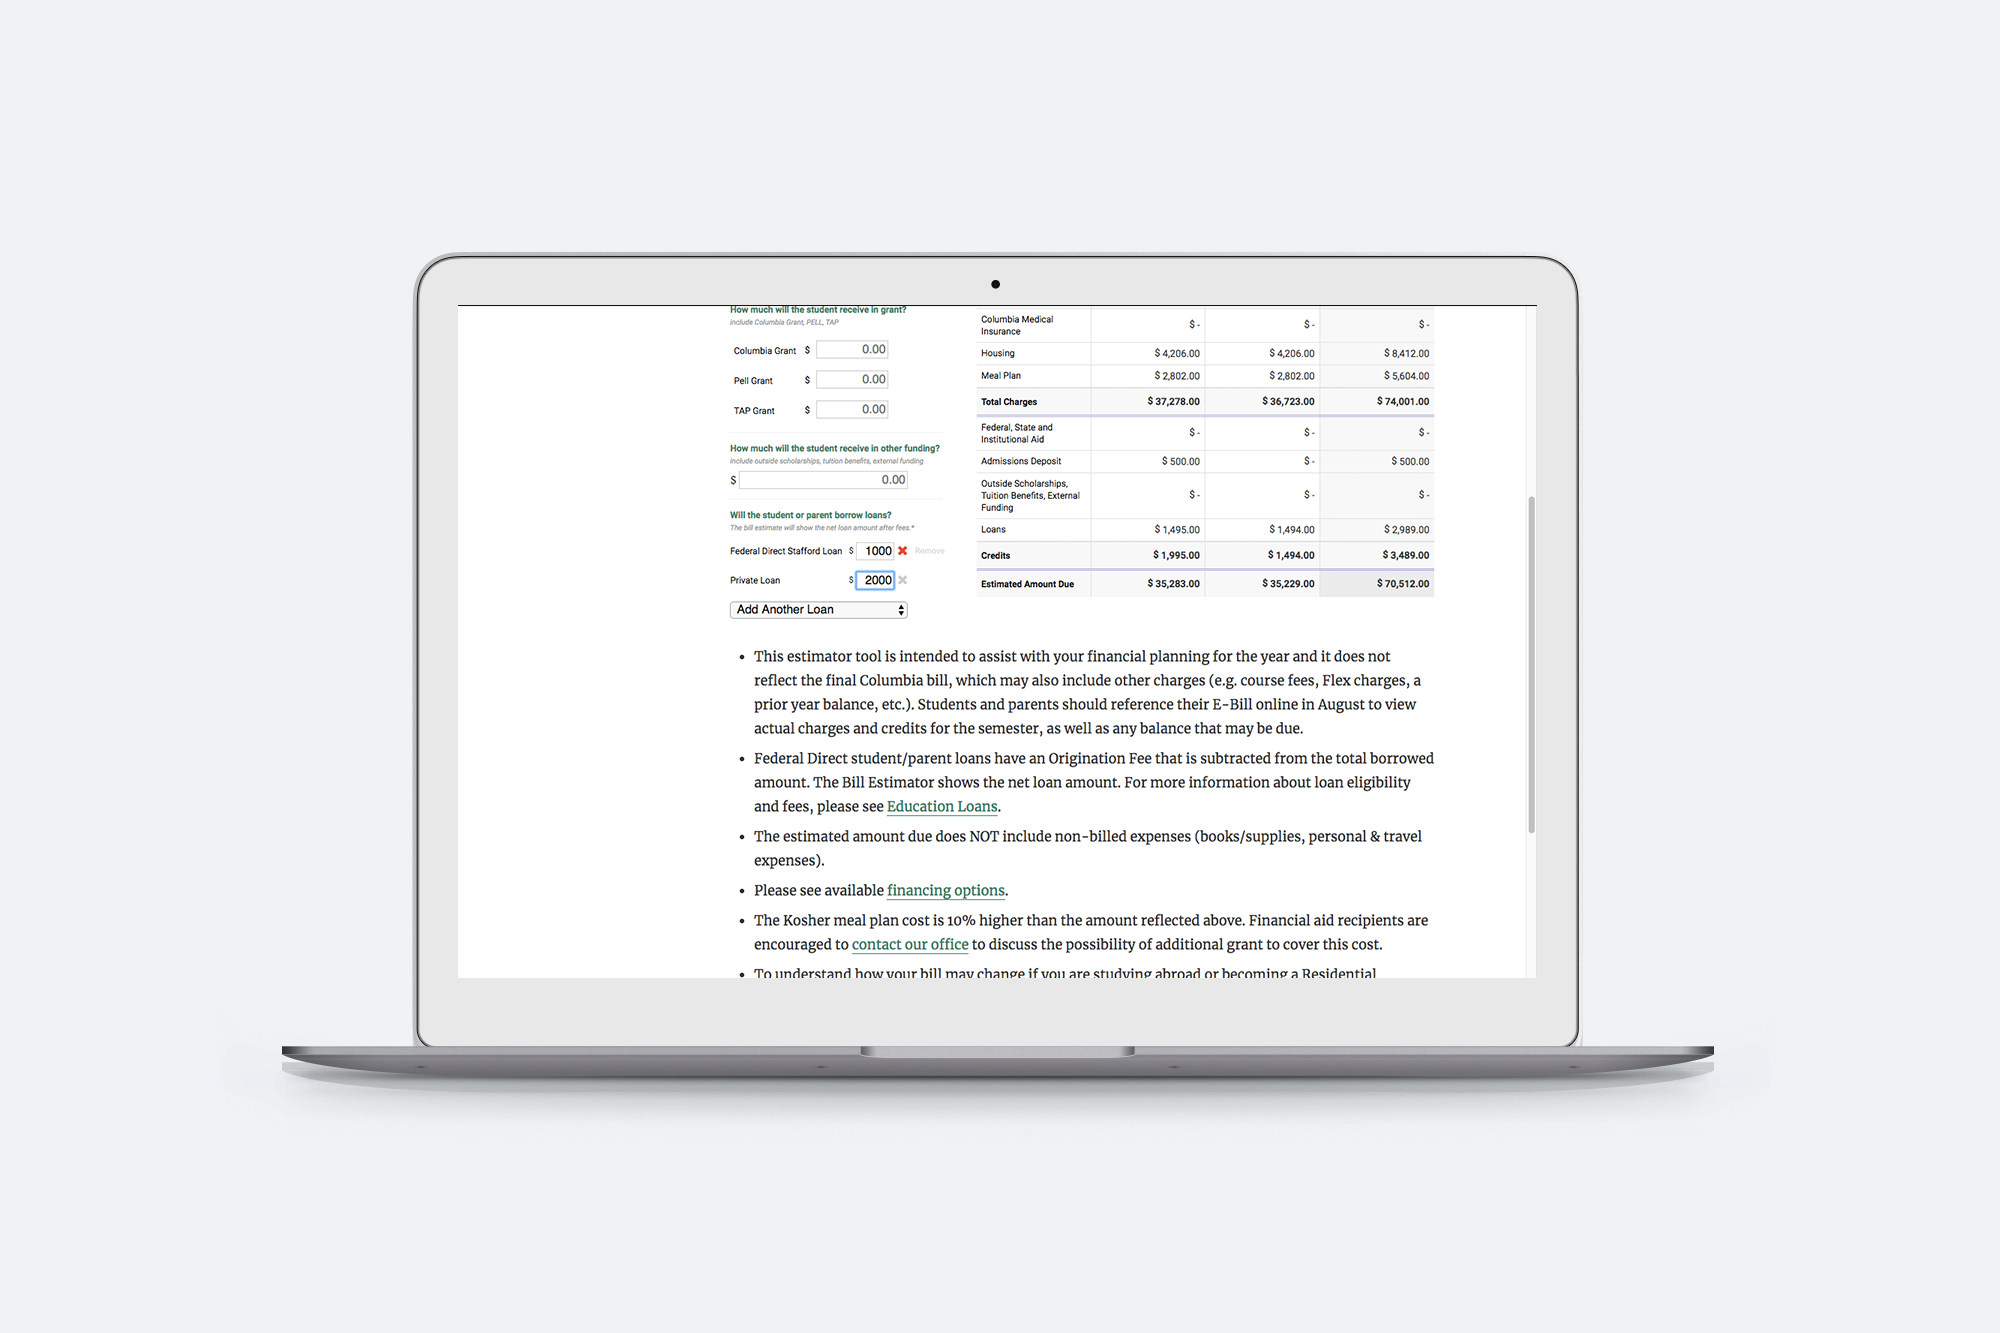 How much will the student receive in grant?
include Columbia Grant, PELL, TAP
Columbia Grant $ 0.00
Pell Grant $ 0.00
TAP Grant $ 0.00
How much will the student receive in other funding?
include outside scholarships, tuition benefits, external funding
$ 0.00
Will the student or parent borrow loans?
The bill estimate will show the net loan amount after fees.*
Federal Direct Stafford Loan $ 1000 Remove
Private Loan $ 2000
Add Another Loan
Columbia Medical
Insurance $ - $ - $ -
Housing $ 4,206.00 $ 4,206.00 $ 8,412.00
Meal Plan $ 2,802.00 $ 2,802.00 $ 5,604.00
Total Charges $ 37,278.00 $ 36,723.00 $ 74,001.00
Federal, State and
Institutional Aid $ - $ - $ -
Admissions Deposit $ 500.00 $ - $ 500.00
Outside Scholarships,
Tuition Benefits, External $ - $ - $ -
Funding
Loans $ 1,495.00 $ 1,494.00 $ 2,989.00
Credits $ 1,995.00 $ 1,494.00 $ 3,489.00
Estimated Amount Due $ 35,283.00 $ 35,229.00 $ 70,512.00
• This estimator tool is intended to assist with your financial planning for the year and it does not
reflect the final Columbia bill, which may also include other charges (e.g. course fees, Flex charges, a
prior year balance, etc.). Students and parents should reference their E-Bill online in August to view
actual charges and credits for the semester, as well as any balance that may be due.
• Federal Direct student/parent loans have an Origination Fee that is subtracted from the total borrowed
amount. The Bill Estimator shows the net loan amount. For more information about loan eligibility
and fees, please see Education Loans.
• The estimated amount due does NOT include non-billed expenses (books/supplies, personal & travel
expenses).
• Please see available financing options.
• The Kosher meal plan cost is 10% higher than the amount reflected above. Financial aid recipients are
encouraged to contact our office to discuss the possibility of additional grant to cover this cost.
• To understand how your bill may change if you are studying abroad or becoming a Residential